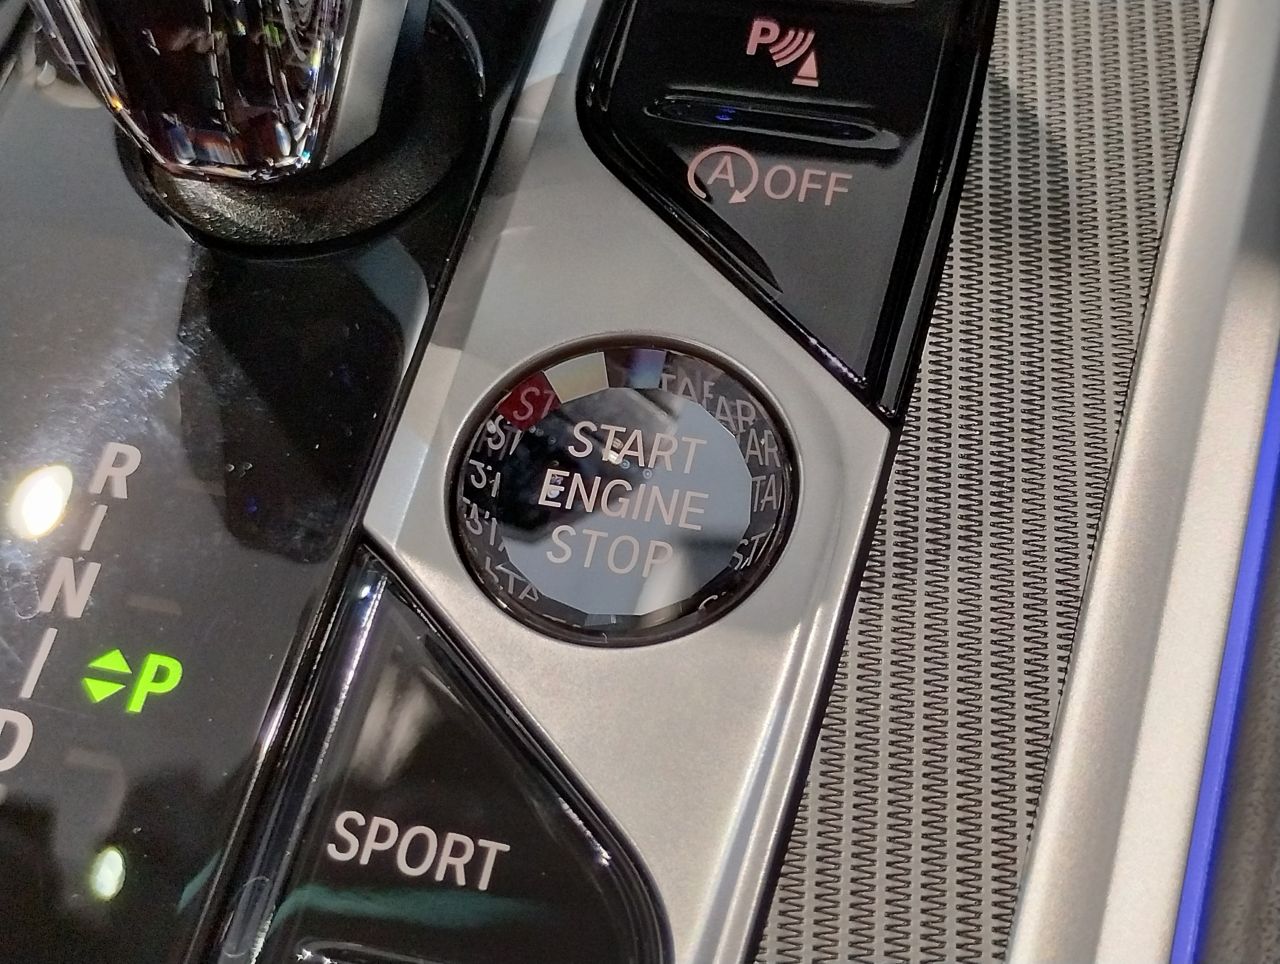 P
A OFF
START
ENGINE
STOP
R
N
D
P
SPORT